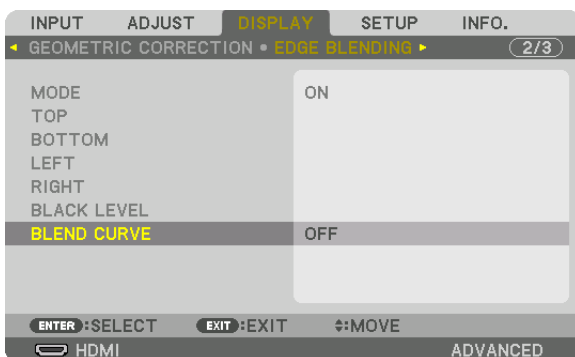 INPUT ADJUST DISPLAY SETUP INFO.
GEOMETRIC CORRECTION • EDGE BLENDING 2/3
MODE ON
TOP
BOTTOM
LEFT
RIGHT
BLACK LEVEL
BLEND CURVE OFF
ENTER :SELECT EXIT :EXIT :MOVE
HDMI ADVANCED